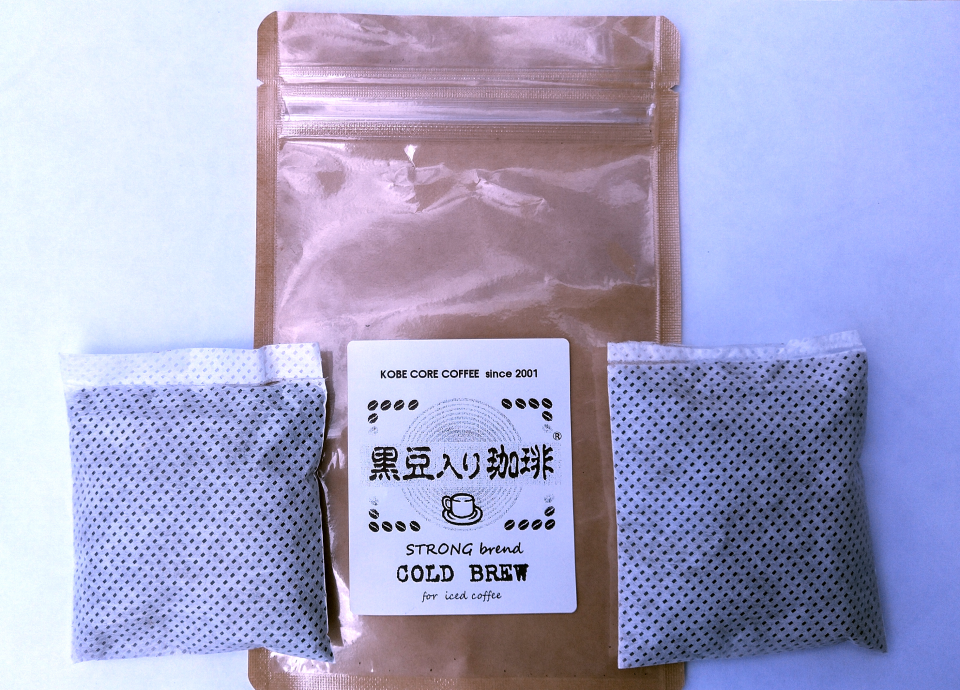 KOBE CORE COFFEE since 2001
黒豆入り珈琲®
STRONG brend
COLD BREW
for iced coffee